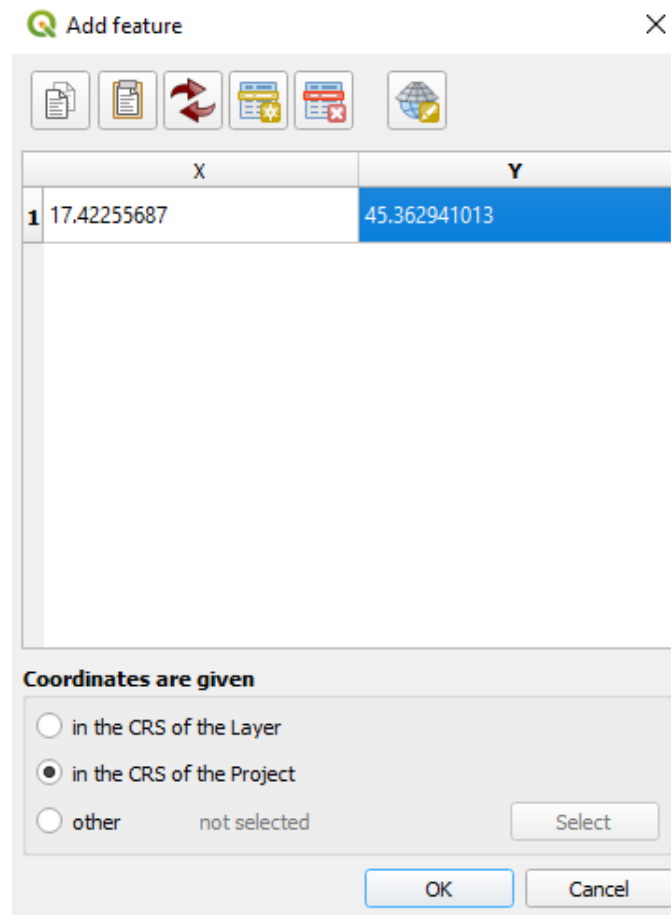 Add feature
X Y
1 17.42255687 45.362941013
Coordinates are given
in the CRS of the Layer
in the CRS of the Project
other not selected Select
OK Cancel